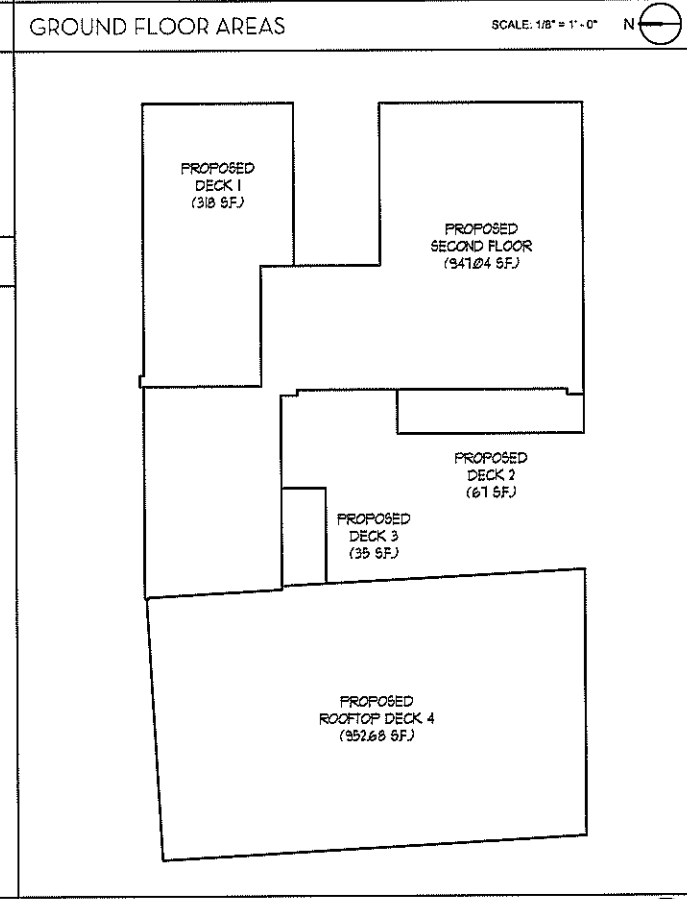 GROUND FLOOR AREAS
SCALE: 1/8" = 1'-0"
N
PROPOSED
DECK 1
(318 S.F.)
PROPOSED
SECOND FLOOR
(947.04 S.F.)
PROPOSED
DECK 2
(67 S.F.)
PROPOSED
DECK 3
(35 S.F.)
PROPOSED
ROOFTOP DECK 4
(952.68 S.F.)